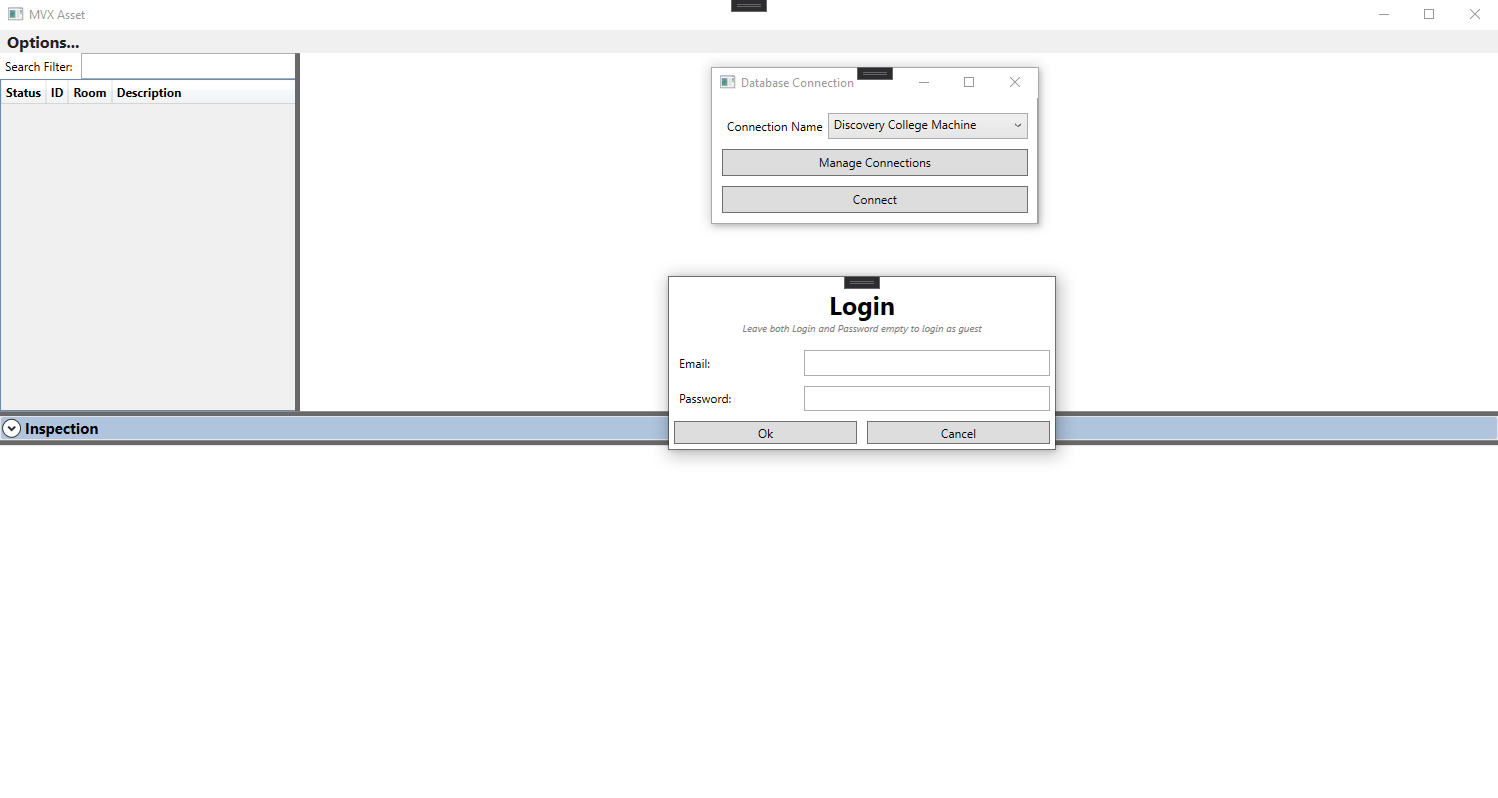 MVX Asset
Options...
Search Filter:
Status ID Room Description
Database Connection
Connection Name Discovery College Machine
Manage Connections
Connect
Login
Leave both Login and Password empty to login as guest
Email:
Password:
Ok Cancel
Inspection